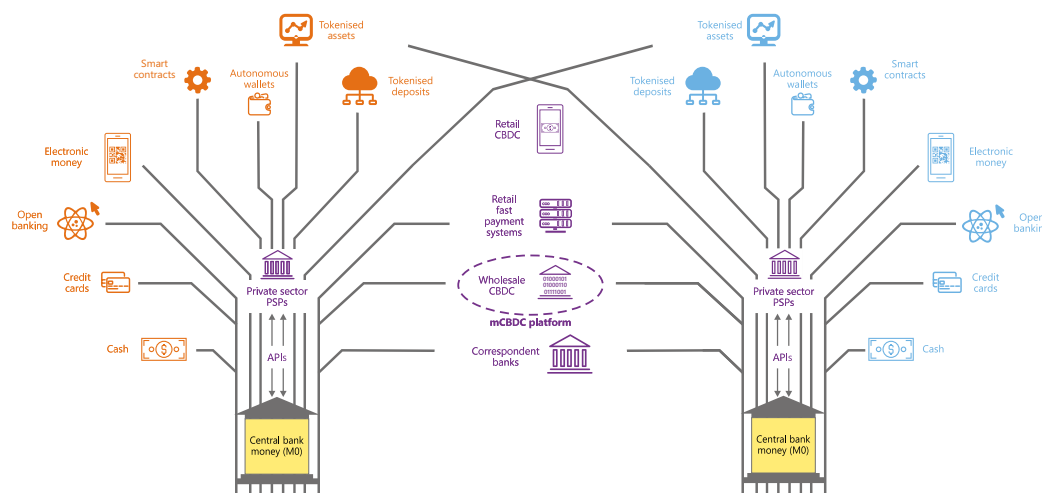 Tokenised
assets
Smart
contracts
Autonomous
wallets
Tokenised
deposits
Electronic
money
Open
banking
Credit
cards
Cash
Private sector
PSPs
APIs
Central bank
money (M0)
Retail
CBDC
Retail
fast
payment
systems
Wholesale
CBDC
01000101
01000110
01111001
mCBDC platform
Correspondent
banks
Tokenised
assets
Tokenised
deposits
Autonomous
wallets
Smart
contracts
Electronic
money
Oper
bankir
Credit
cards
Cash
Private sector
PSPs
APIs
Central bank
money (M0)